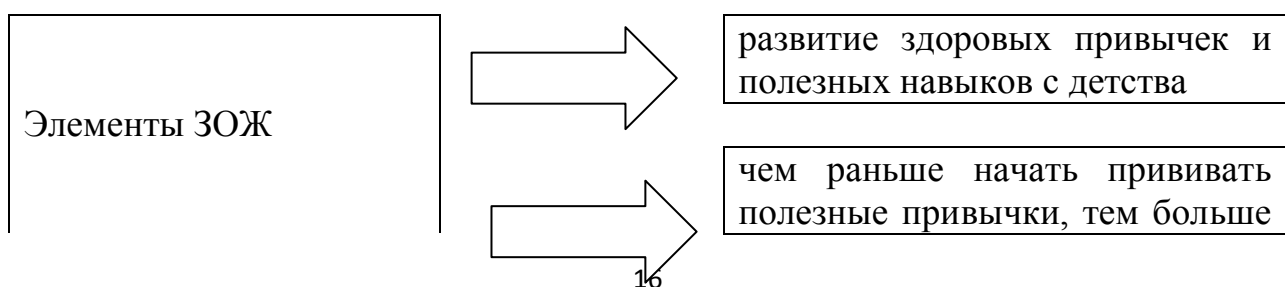 Элементы ЗОЖ
развитие здоровых привычек и
полезных навыков с детства
чем раньше начать прививать
полезные привычки, тем больше
16